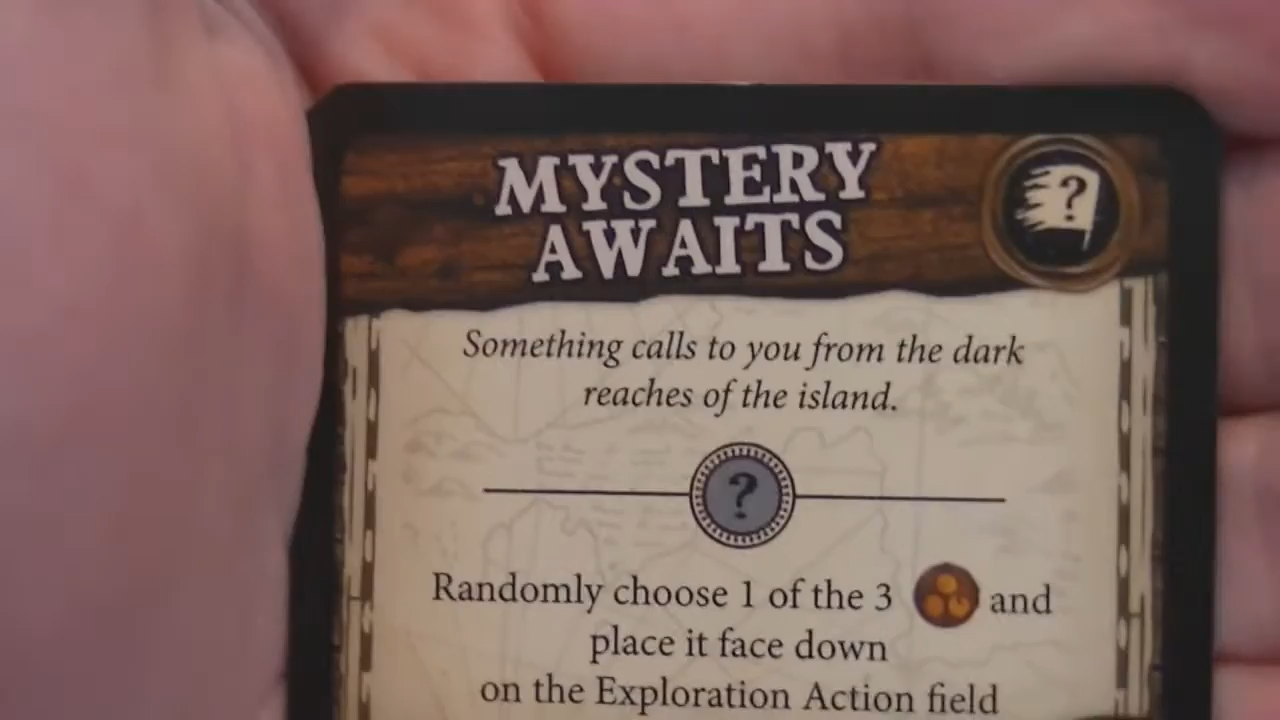 MYSTERY
AWAITS
?
Something calls to you from the dark
reaches of the island.
?
Randomly choose 1 of the 3 and
place it face down
on the Exploration Action field